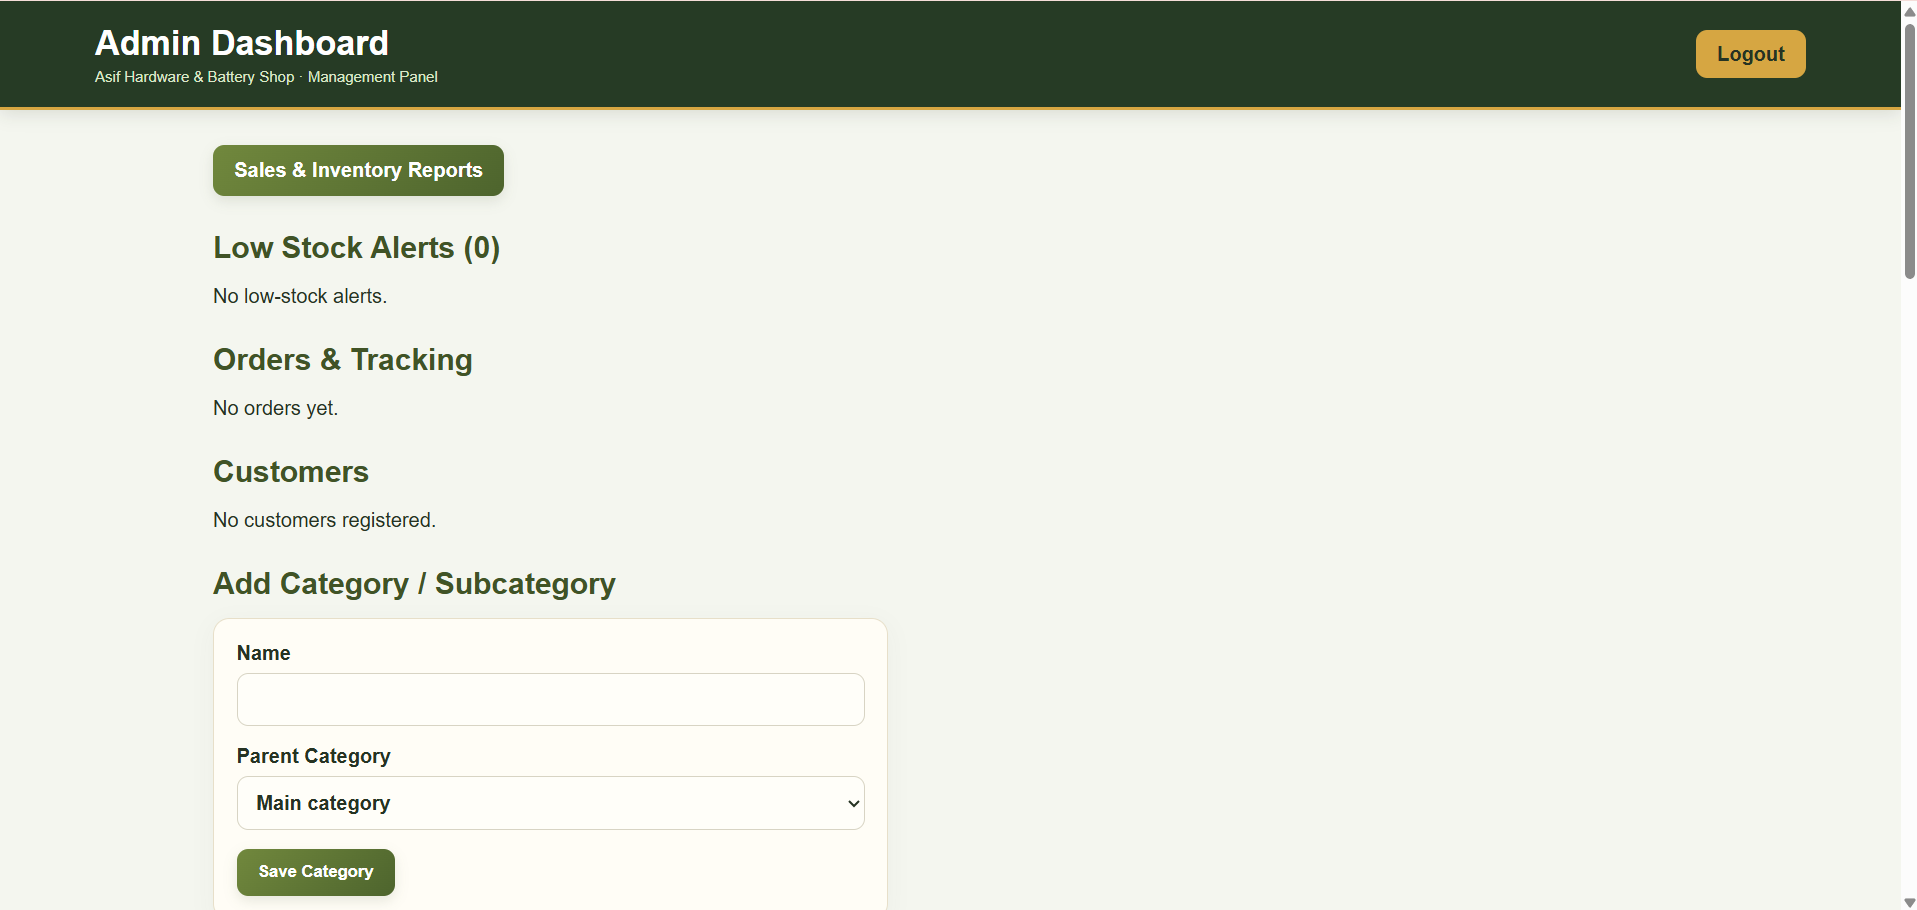 Admin Dashboard
Asif Hardware & Battery Shop · Management Panel
Logout
Sales & Inventory Reports
Low Stock Alerts (0)
No low-stock alerts.
Orders & Tracking
No orders yet.
Customers
No customers registered.
Add Category / Subcategory
Name
Parent Category
Main category
Save Category